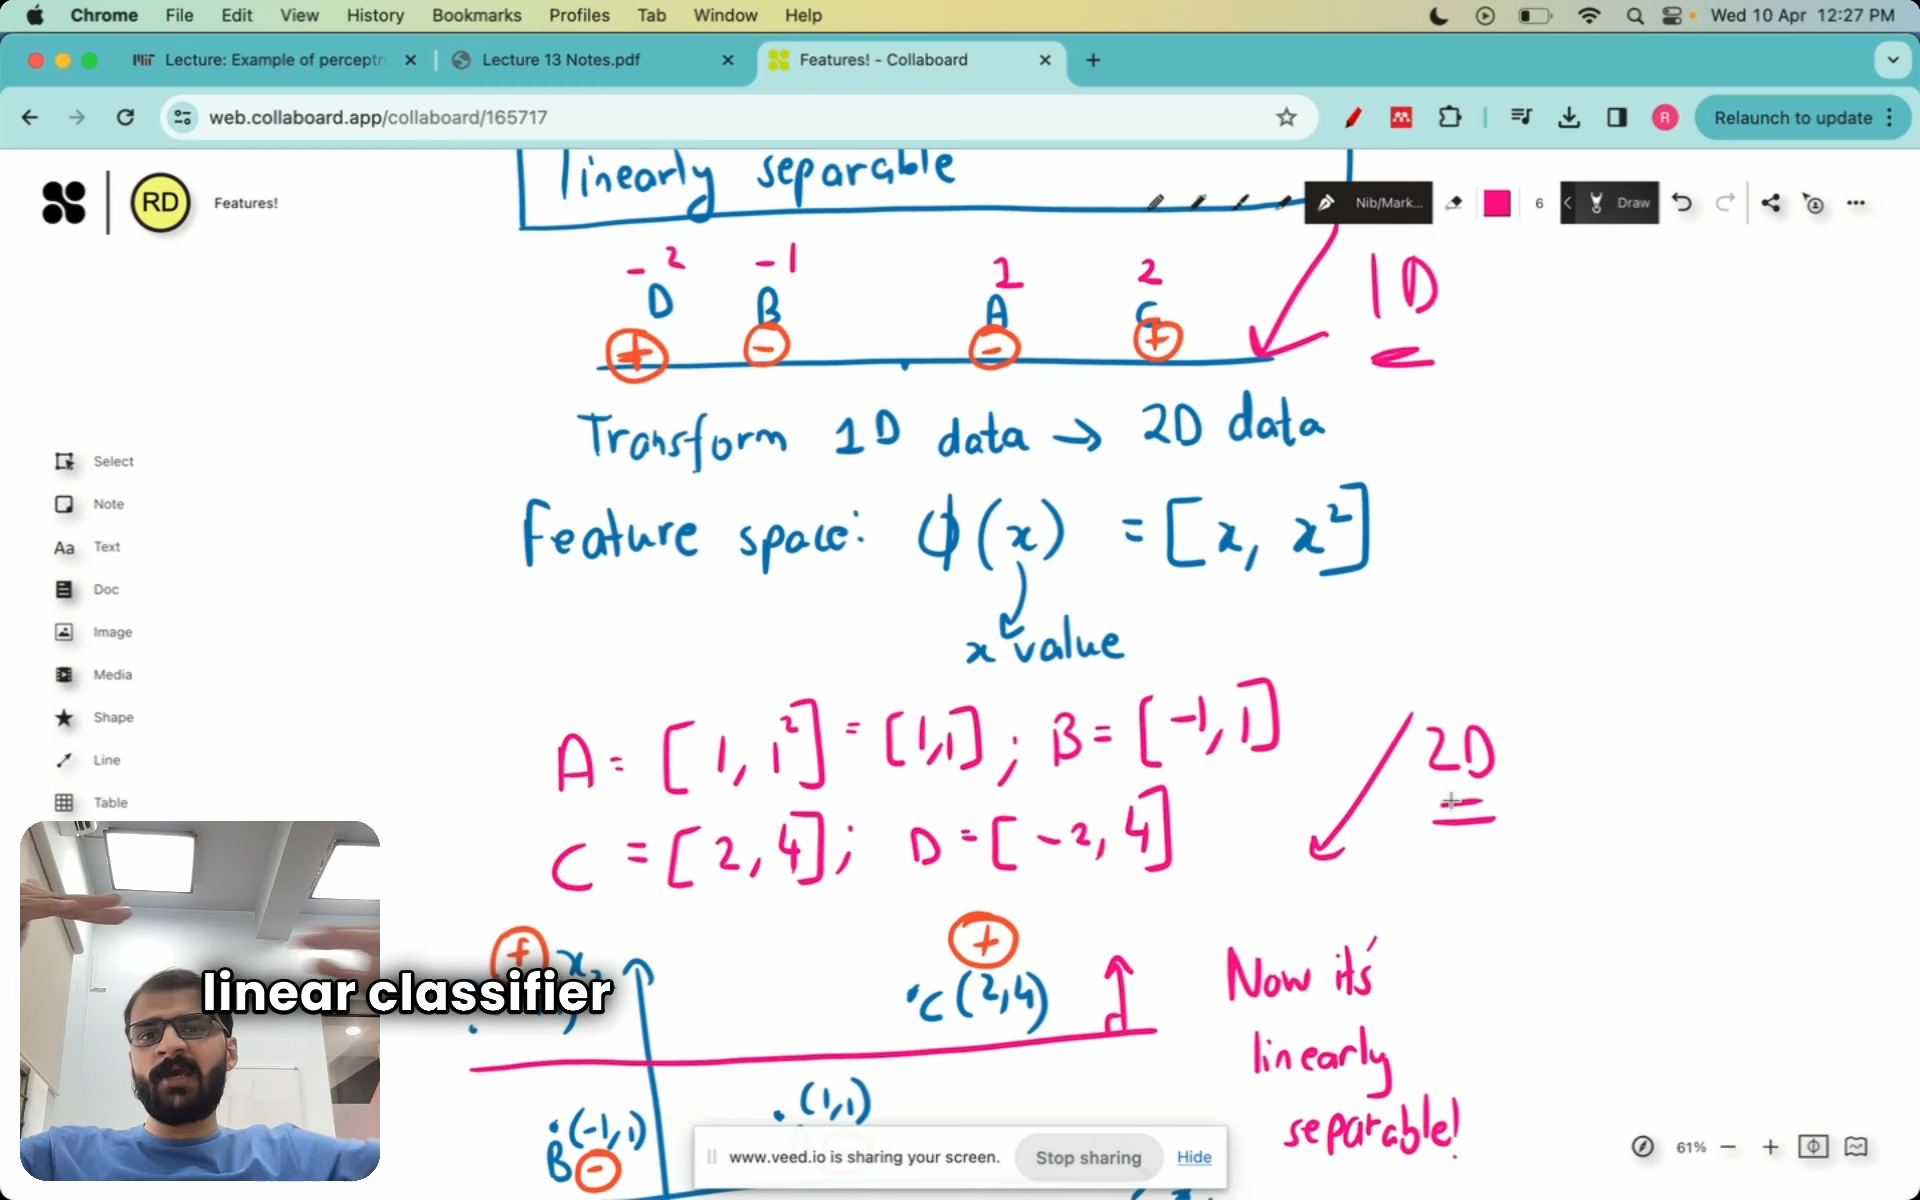 Chrome File Edit View History Bookmarks Profiles Tab Window Help Wed 10 Apr 12:27 PM
Lecture: Example of perceptr Lecture 13 Notes.pdf Features! - Collaboard
web.collaboard.app/collaboard/165717 R Relaunch to update
linearly separable
RD Features! Nib/Mark... 6 Draw
-2 -1 1 2
D B A C
+ - - +
1D
Transform 1D data → 2D data
Feature space: ϕ(x) = [x, x²]
x value
A = [1, 1²] = [1,1]; B = [-1, 1]
C = [2, 4]; D = [-2, 4]
2D
Select
Note
Text
Doc
Image
Media
Shape
Line
Table
+ x₂ +
C (2,4)
linear classifier
Now it's
linearly
separable!
(1,1)
(-1,1)
B -
www.veed.io is sharing your screen. Stop sharing Hide
61%